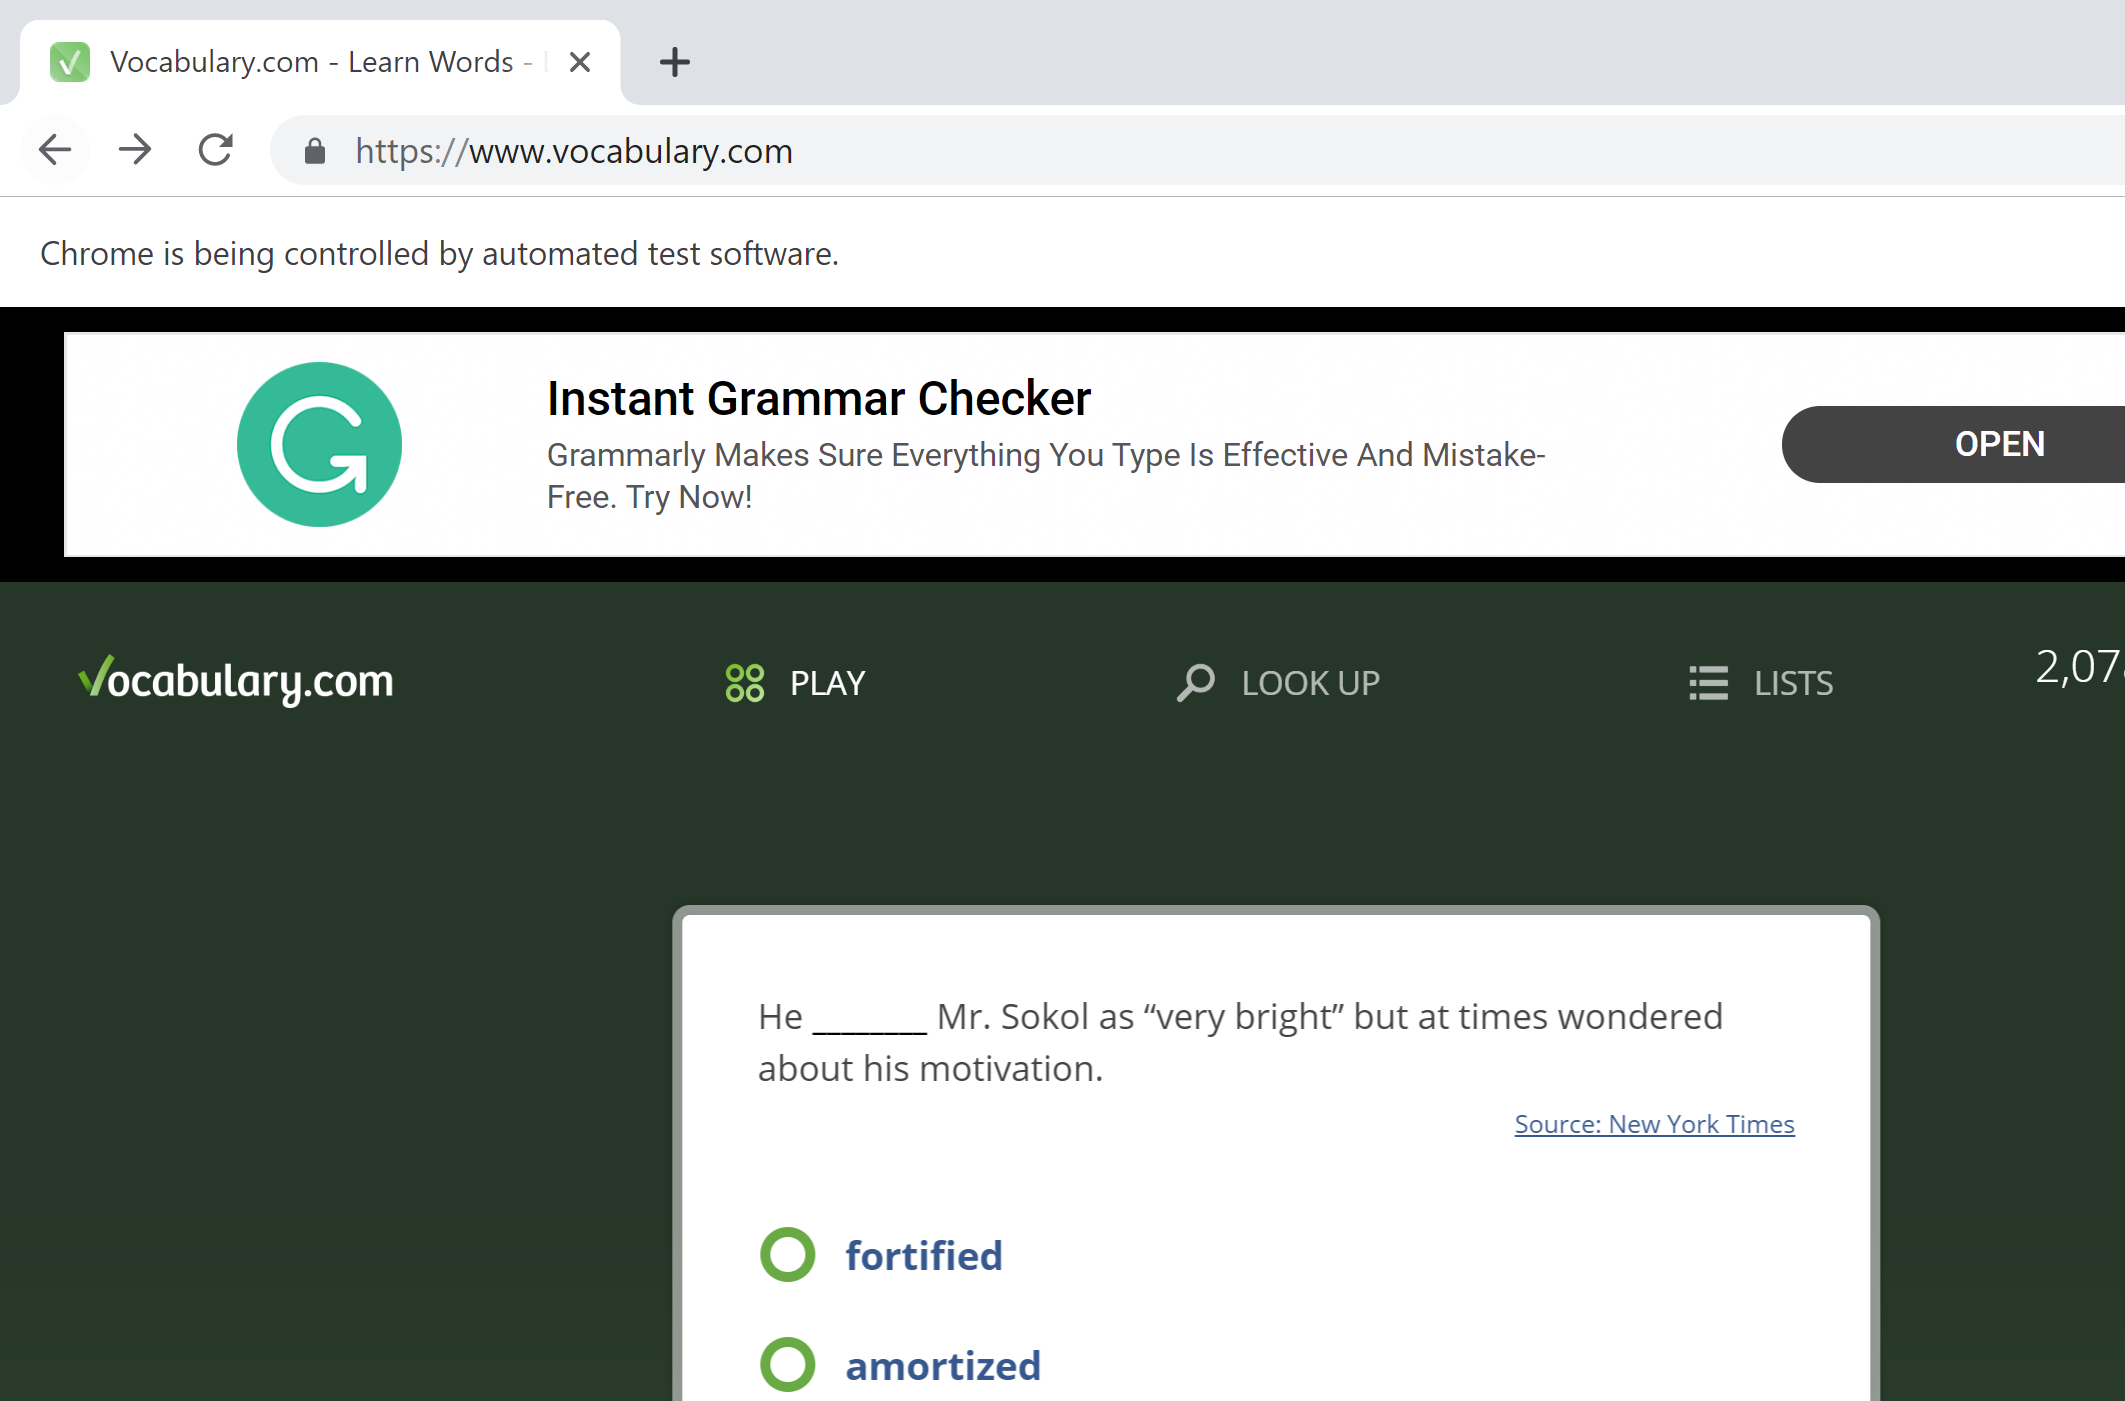 Vocabulary.com - Learn Words -
https://www.vocabulary.com
Chrome is being controlled by automated test software.
Instant Grammar Checker
Grammarly Makes Sure Everything You Type Is Effective And Mistake-
Free. Try Now!
OPEN
Vocabulary.com
PLAY
LOOK UP
LISTS
2,07
He ________ Mr. Sokol as “very bright” but at times wondered
about his motivation.
Source: New York Times
fortified
amortized